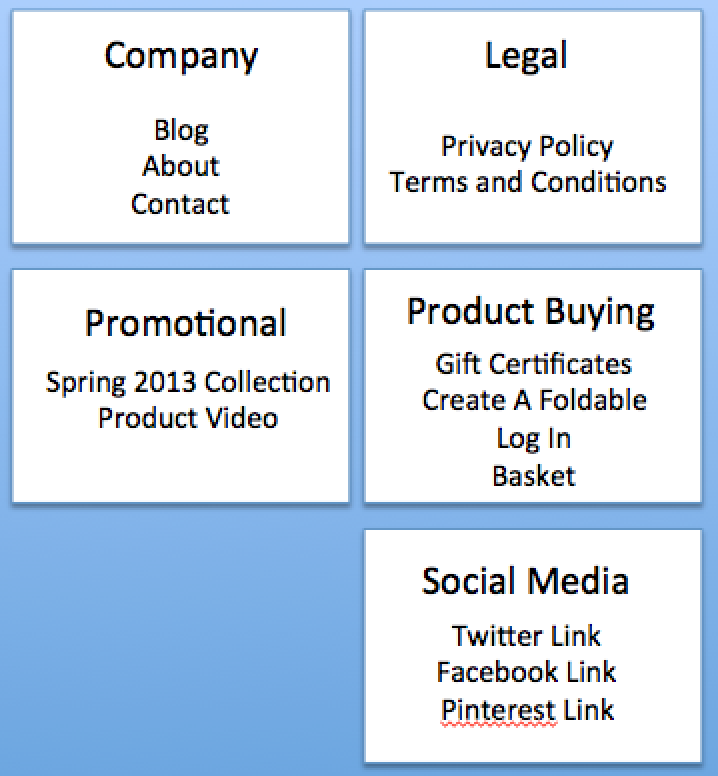 Company
Blog
About
Contact
Legal
Privacy Policy
Terms and Conditions
Promotional
Spring 2013 Collection
Product Video
Product Buying
Gift Certificates
Create A Foldable
Log In
Basket
Social Media
Twitter Link
Facebook Link
Pinterest Link